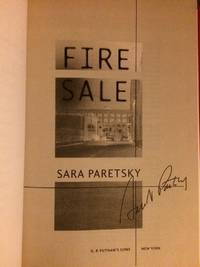 FIRE
SALE
SARA PARETSKY
G. P. PUTNAM'S SONS NEW YORK